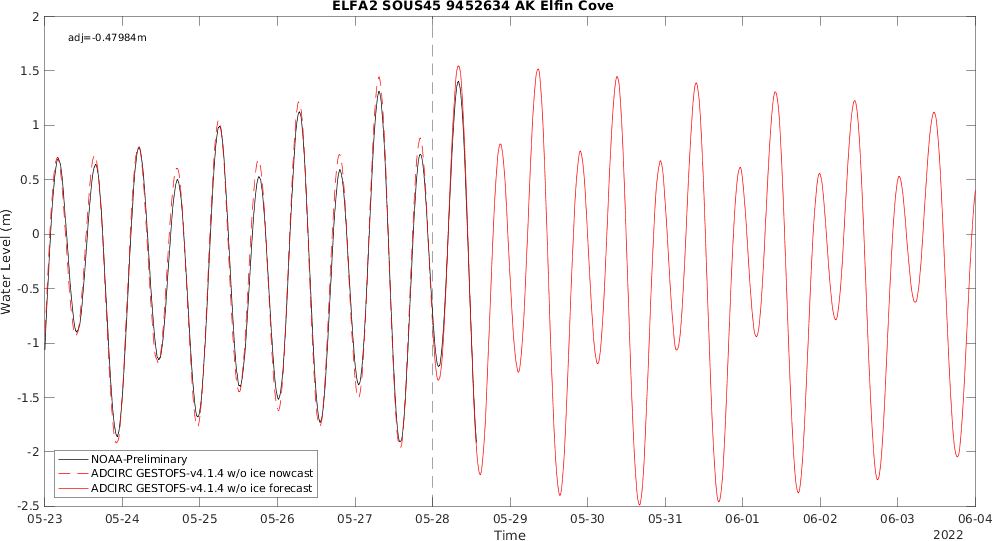 ELFA2 SOUS45 9452634 AK Elfin Cove
adj=-0.47984m
2
1.5
1
0.5
0
-0.5
-1
-1.5
-2
-2.5
Water Level (m)
NOAA-Preliminary
ADCIRC GESTOFS-v4.1.4 w/o ice nowcast
ADCIRC GESTOFS-v4.1.4 w/o ice forecast
05-23 05-24 05-25 05-26 05-27 05-28 05-29 05-30 05-31 06-01 06-02 06-03 06-04
Time
2022